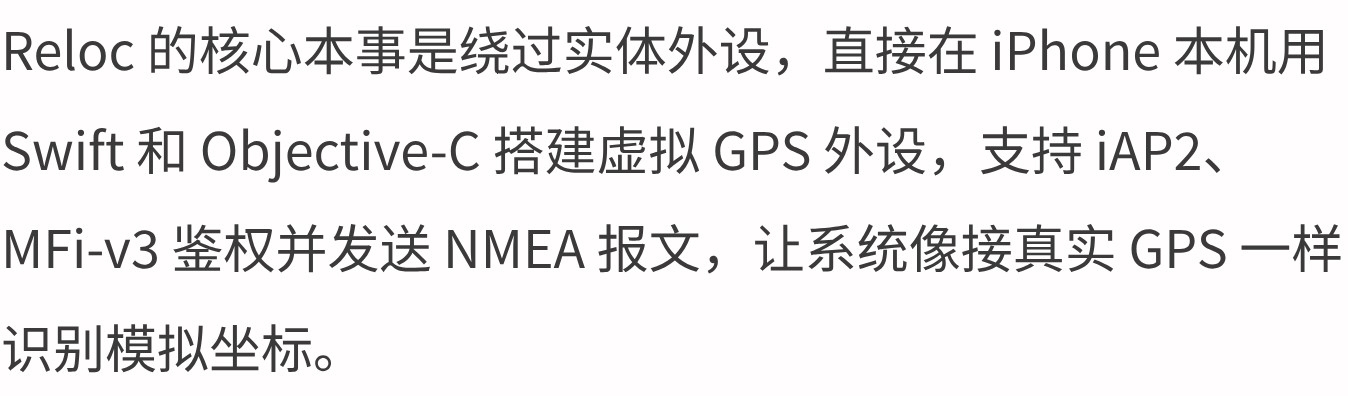 Reloc 的核心本事是绕过实体外设，直接在 iPhone 本机用
Swift 和 Objective-C 搭建虚拟 GPS 外设，支持 iAP2、
MFi-v3 鉴权并发送 NMEA 报文，让系统像接真实 GPS 一样
识别模拟坐标。